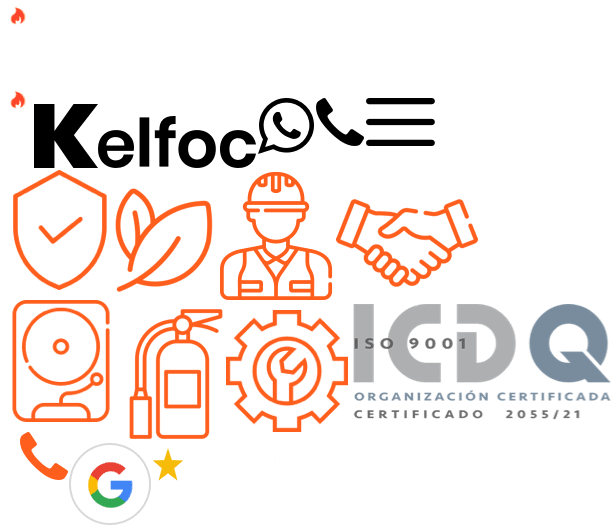 Kelfoc
ICDQ
ISO 9001
ORGANIZACIÓN CERTIFICADA
CERTIFICADO 2055/21